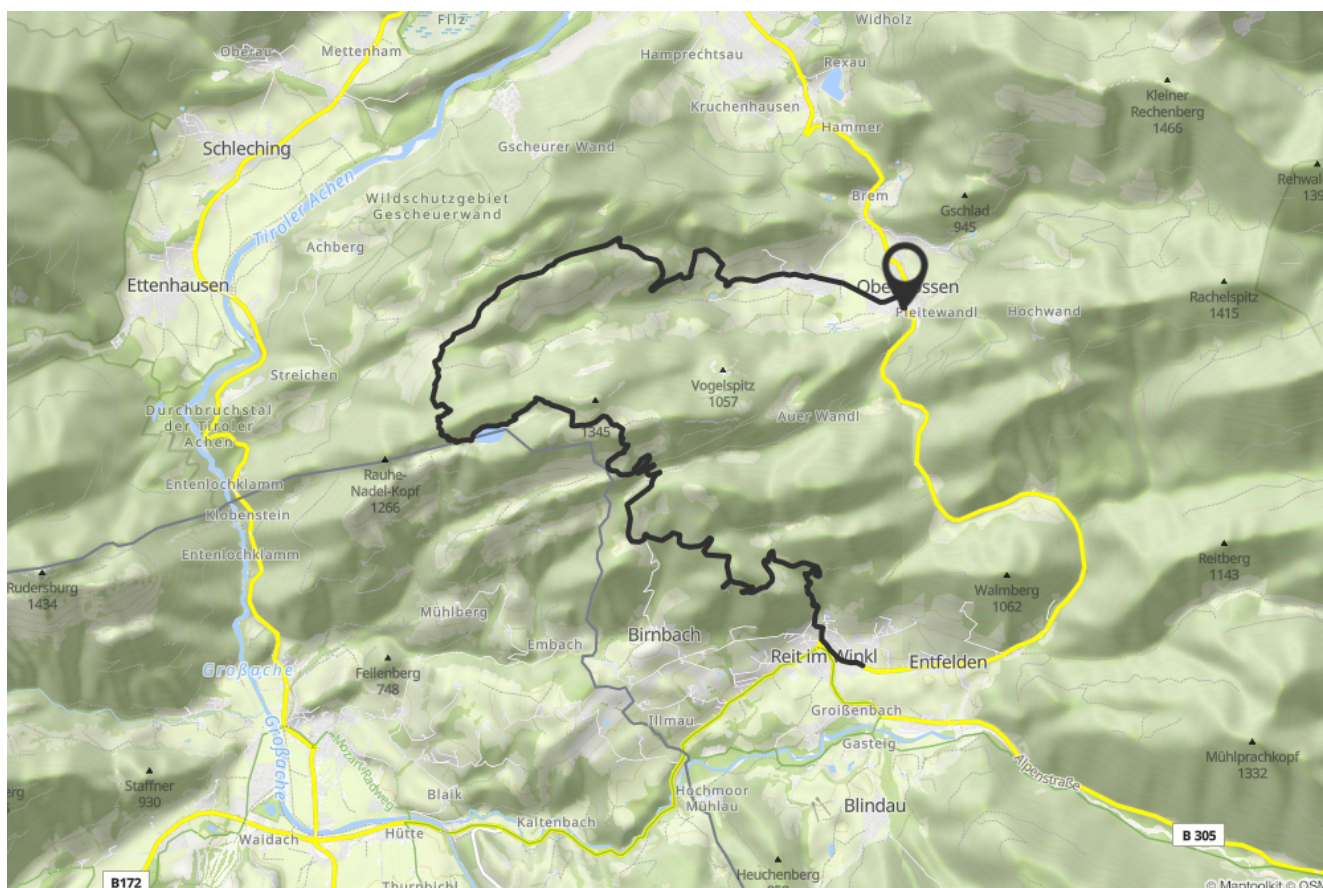 Filz
Widholz
Oberau
Mettenham
Hamprechtsau
Rexau
Kleiner
Rechenberg
1466
Kruchenhausen
Hammer
Schleching
Gscheurer Wand
Tiroler Achen
Wildschutzgebiet
Gescheuerwand
Brem
Gschlad
945
Achberg
Ettenhausen
Pleitewandl
Hochwand
Rachelspitz
1415
Streichen
Vogelspitz
1057
Auer Wandl
Durchbruchstal
der Tiroler
Achen
1345
Rauhe-
Nadel-Kopf
1266
Entenlochklamm
Klobenstein
Entenlochklamm
Rudersburg
1434
Reitberg
1143
Walmberg
1062
Mühlberg
Embach
Birnbach
Reit im Winkl
Entfelden
Großache
Feilenberg
748
Großache
Illmau
Groißenbach
Gasteig
Mozart-Radweg
Staffner
930
Alpenstraße
Mühlprachkopf
1332
Blaik
Hochmoor
Mühlau
Blindau
Kaltenbach
Hütte
Waidach
B 305
B172
Heuchenberg
© Maptoolkit © OSM